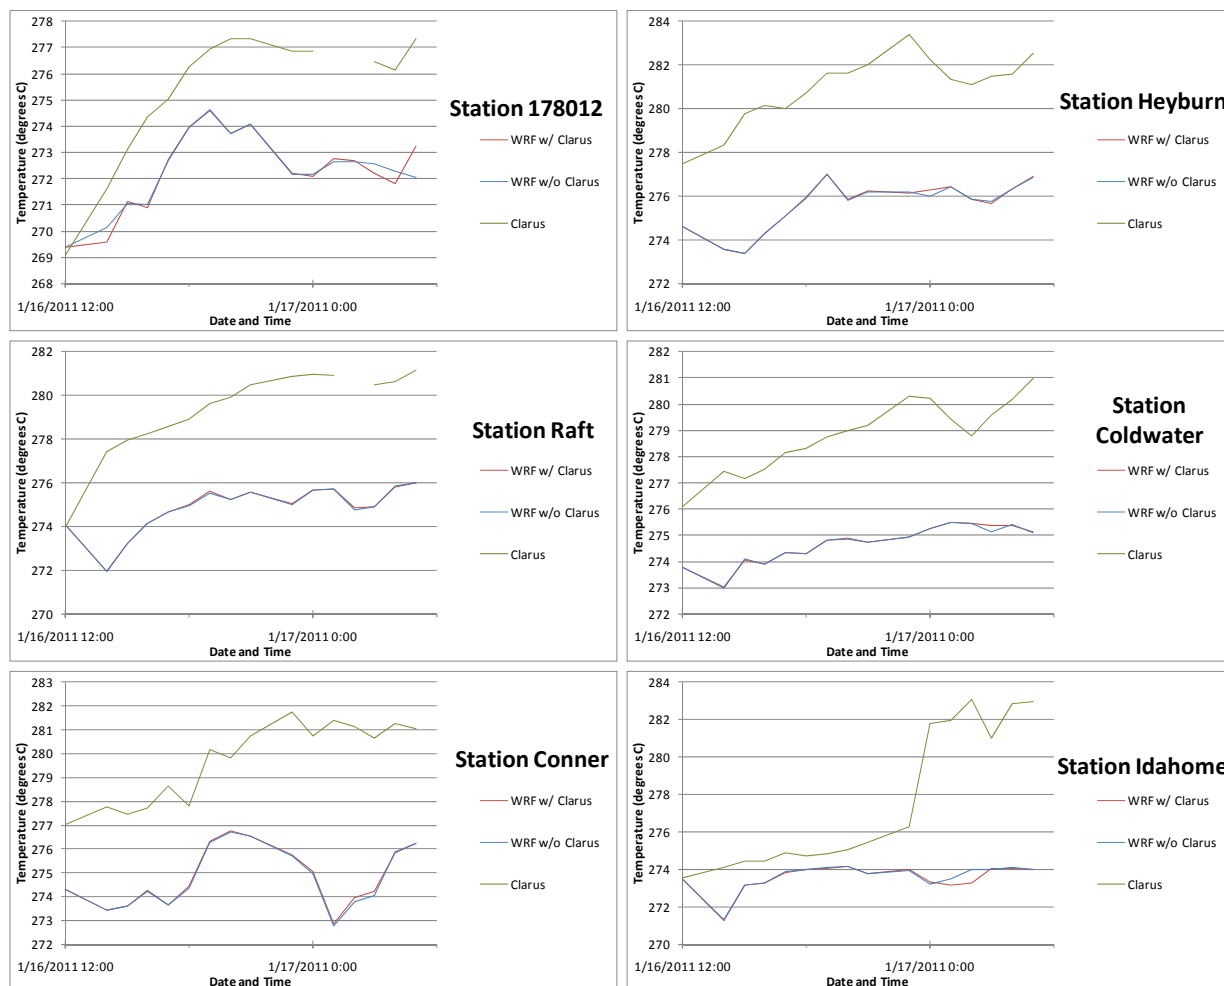 278
277
276
275
274
273
272
271
270
269
268
Temperature (degrees C)
1/16/2011 12:00
1/17/2011 0:00
Date and Time
Station 178012
WRF w/ Clarus
WRF w/o Clarus
Clarus
284
282
280
278
276
274
272
Temperature (degrees C)
1/16/2011 12:00
1/17/2011 0:00
Date and Time
Station Heyburn
WRF w/ Clarus
WRF w/o Clarus
Clarus
282
280
278
276
274
272
270
Temperature (degrees C)
1/16/2011 12:00
1/17/2011 0:00
Date and Time
Station Raft
WRF w/ Clarus
WRF w/o Clarus
Clarus
282
281
280
279
278
277
276
275
274
273
272
Temperature (degrees C)
1/16/2011 12:00
1/17/2011 0:00
Date and Time
Station
Coldwater
WRF w/ Clarus
WRF w/o Clarus
Clarus
283
282
281
280
279
278
277
276
275
274
273
272
Temperature (degrees C)
1/16/2011 12:00
1/17/2011 0:00
Date and Time
Station Conner
WRF w/ Clarus
WRF w/o Clarus
Clarus
284
282
280
278
276
274
272
270
Temperature (degrees C)
1/16/2011 12:00
1/17/2011 0:00
Date and Time
Station Idahome
WRF w/ Clarus
WRF w/o Clarus
Clarus